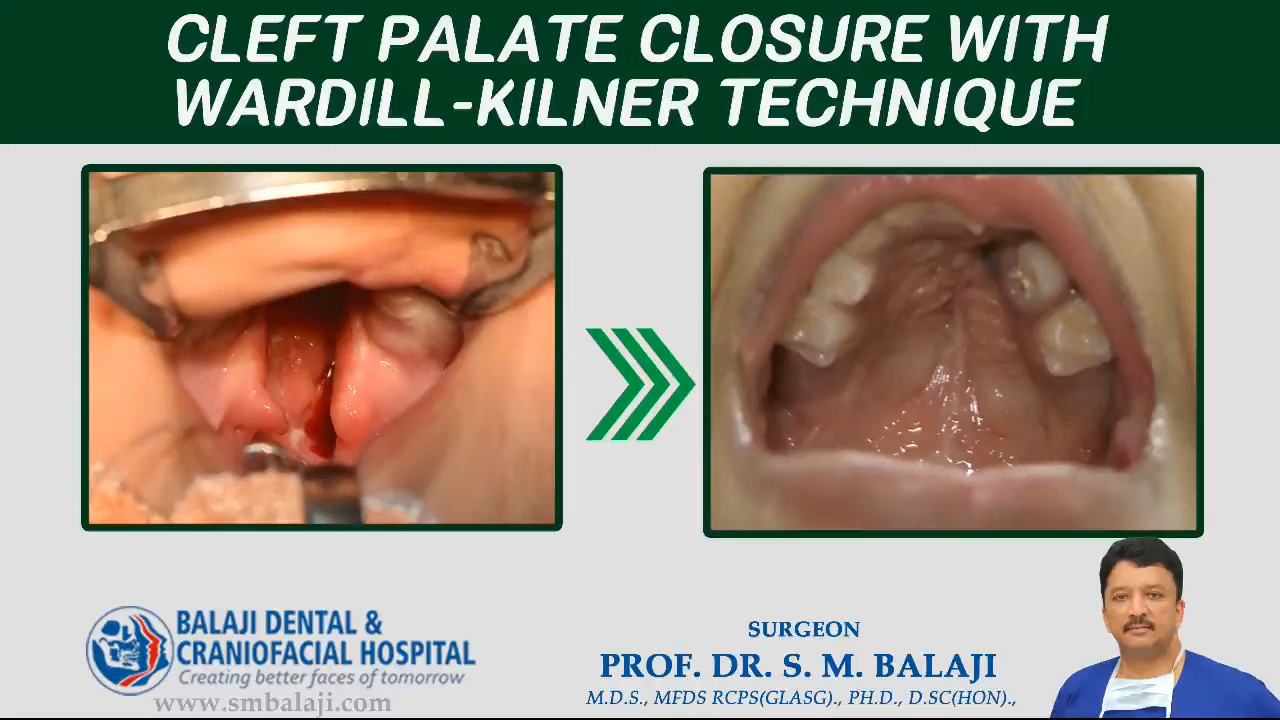 CLEFT PALATE CLOSURE WITH
WARDILL-KILNER TECHNIQUE
BALAJI DENTAL &
CRANIOFACIAL HOSPITAL
Creating better faces of tomorrow
www.smbalaji.com
SURGEON
PROF. DR. S. M. BALAJI
M.D.S., MFDS RCPS(GLASG)., PH.D., D.SC(HON).,